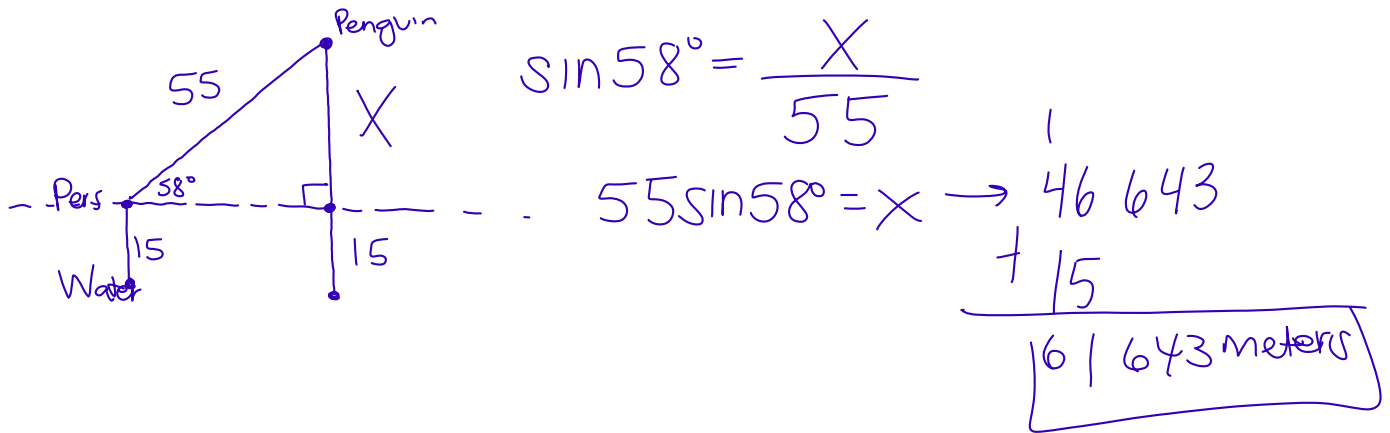 Penguin
55
X
Pers
58°
15
15
Water
sin58° = X / 55
55sin58° = x → 46 643
1
+ 15
61 643 meters